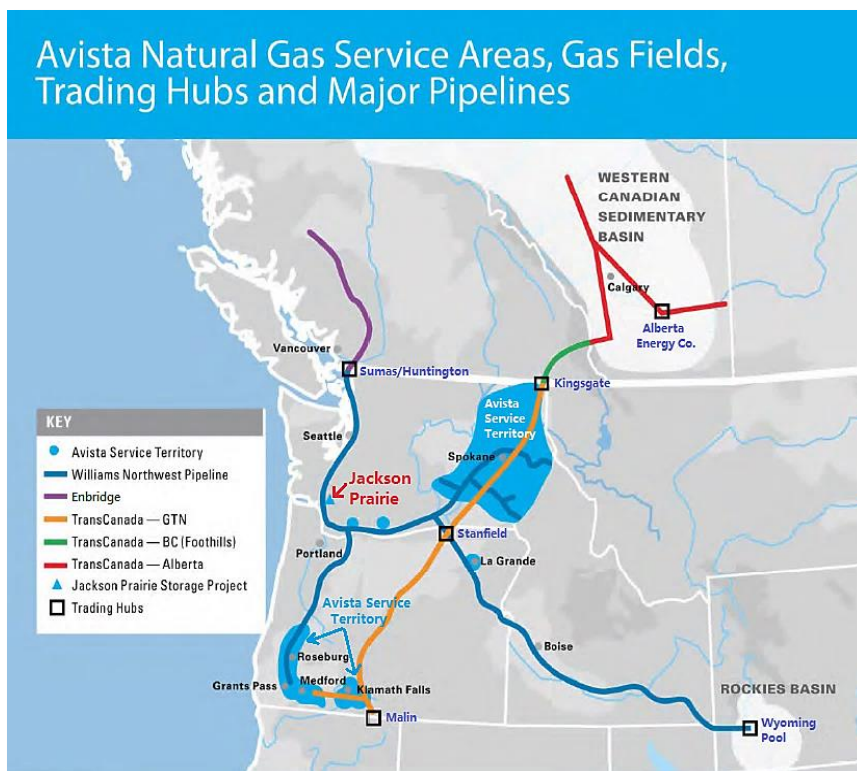 Avista Natural Gas Service Areas, Gas Fields,
Trading Hubs and Major Pipelines
WESTERN
CANADIAN
SEDIMENTARY
BASIN
Calgary
Alberta
Energy Co.
Vancouver
Sumas/Huntington
Kingsgate
Avista
Service
Territory
Seattle
Spokane
Jackson
Prairie
Stanfield
Portland
La Grande
Avista Service
Territory
Boise
Roseburg
Medford
Grants Pass
Klamath Falls
Malin
ROCKIES BASIN
Wyoming
Pool
KEY
Avista Service Territory
Williams Northwest Pipeline
Enbridge
TransCanada — GTN
TransCanada — BC (Foothills)
TransCanada — Alberta
Jackson Prairie Storage Project
Trading Hubs